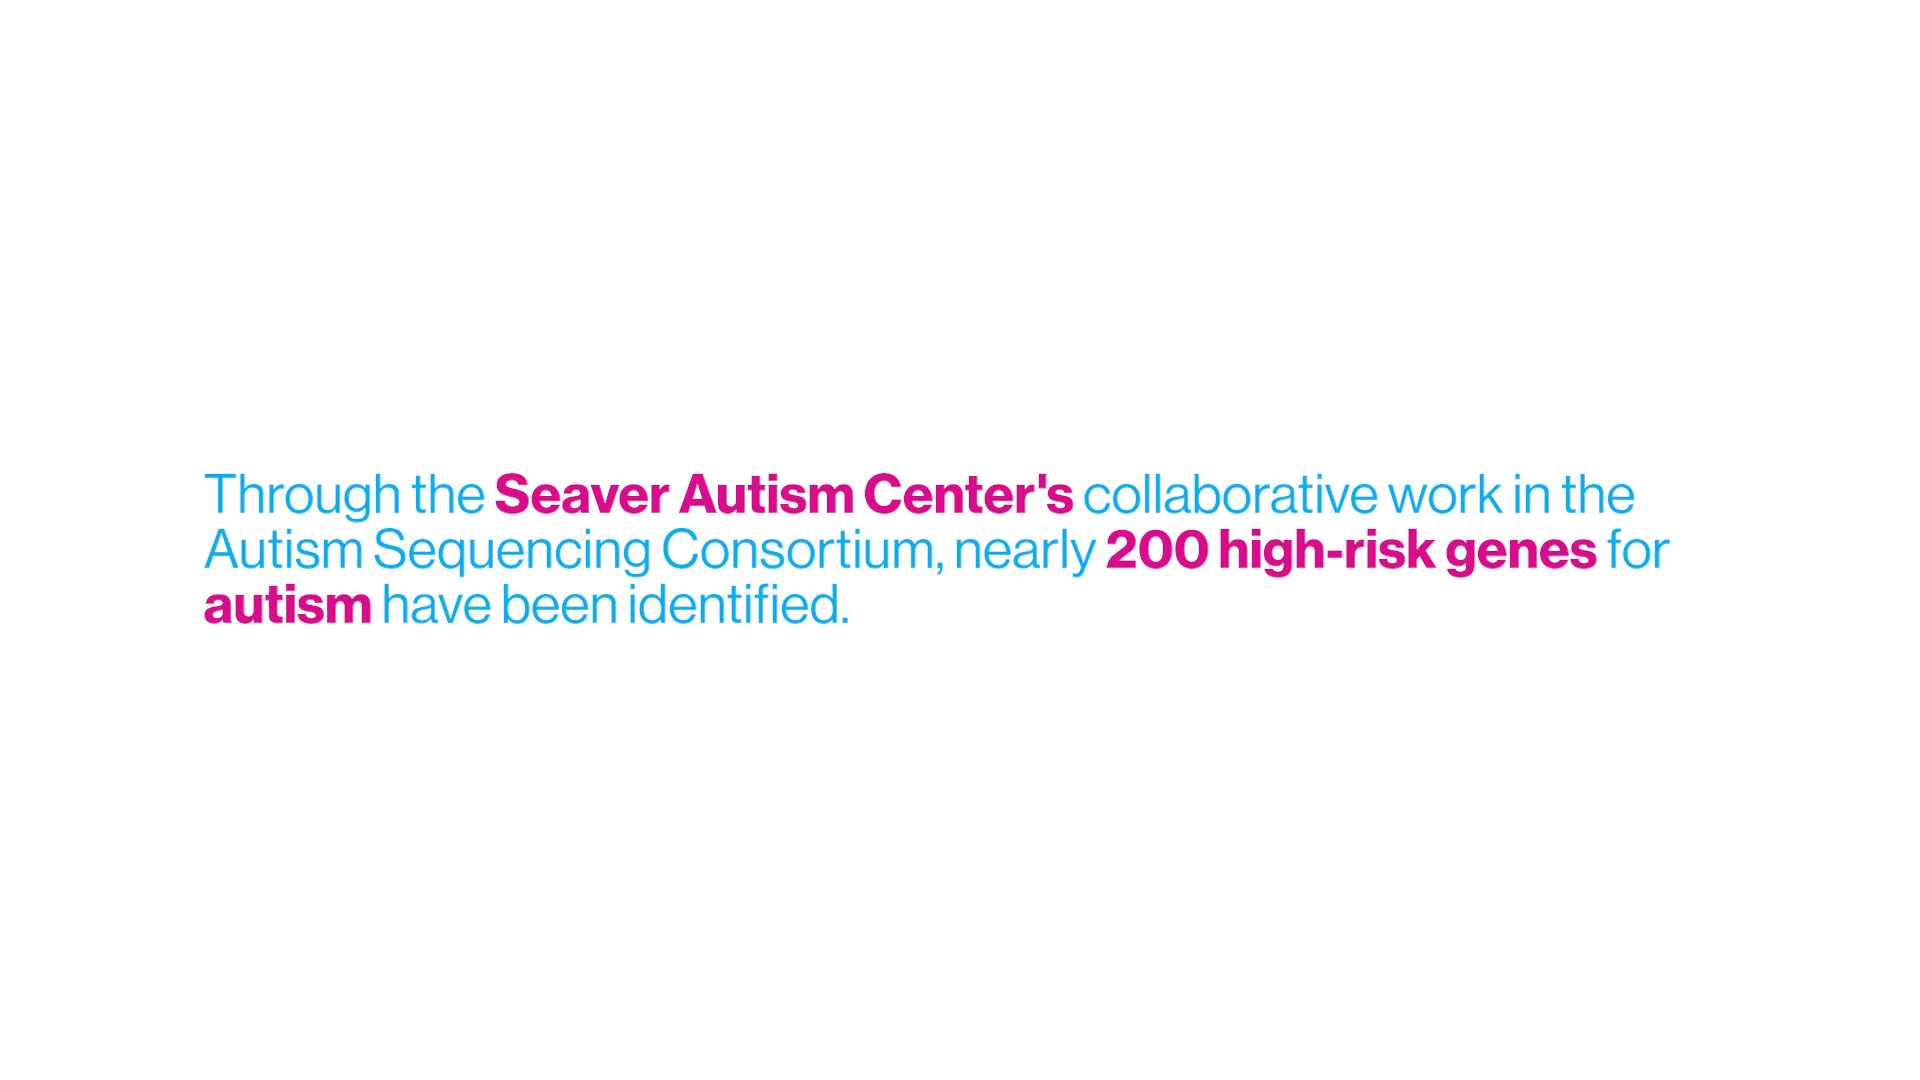 Through the Seaver Autism Center's collaborative work in the
Autism Sequencing Consortium, nearly 200 high-risk genes for
autism have been identified.